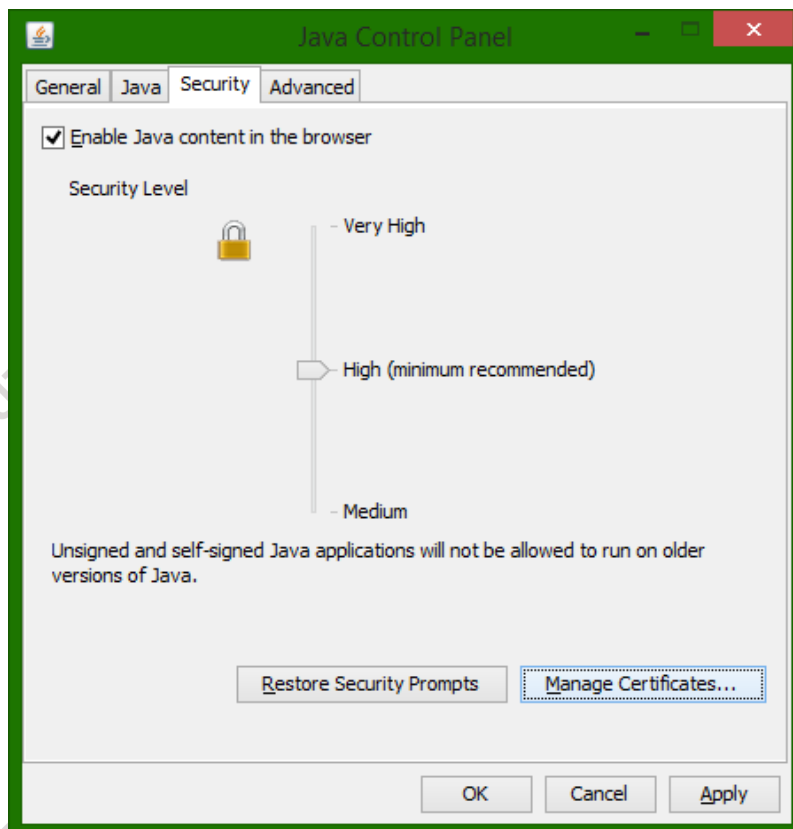 Java Control Panel
General Java Security Advanced
Enable Java content in the browser
Security Level
Very High
High (minimum recommended)
Medium
Unsigned and self-signed Java applications will not be allowed to run on older
versions of Java.
Restore Security Prompts Manage Certificates...
OK Cancel Apply